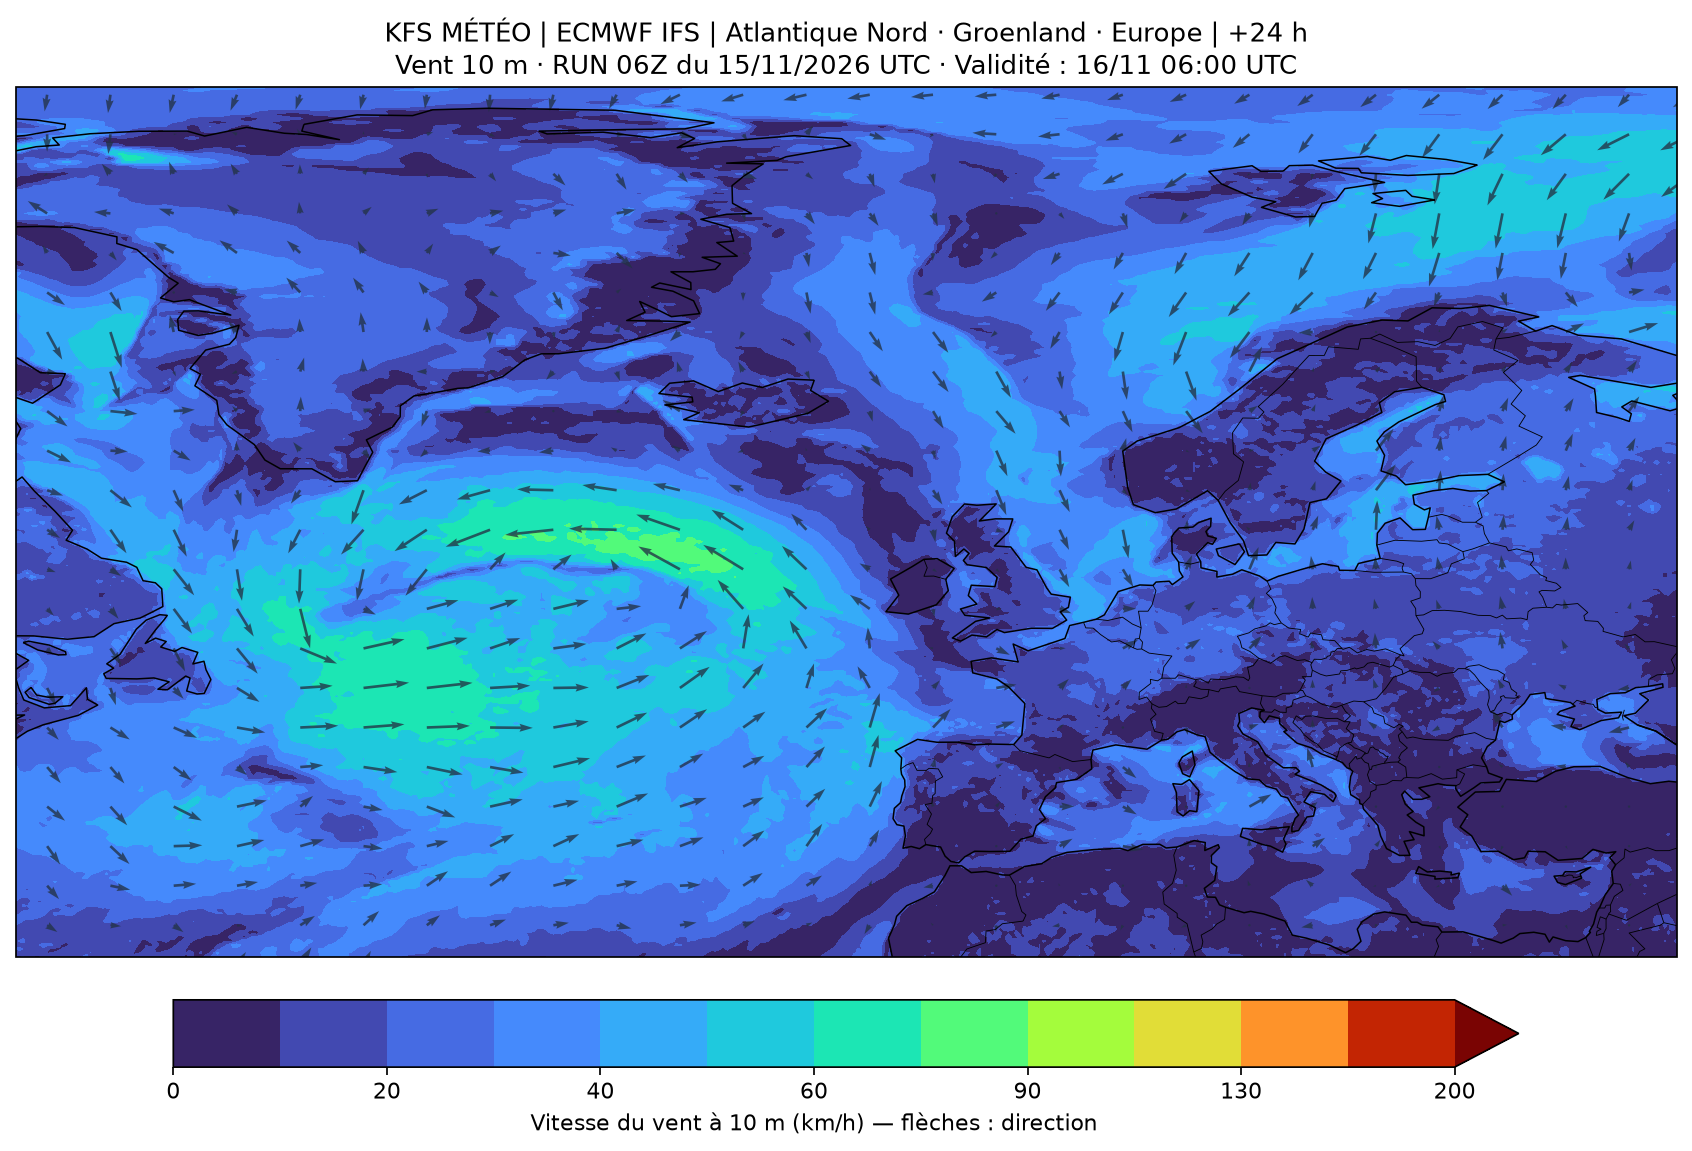 KFS MÉTÉO | ECMWF IFS | Atlantique Nord · Groenland · Europe | +24 h
Vent 10 m · RUN 06Z du 15/11/2026 UTC · Validité : 16/11 06:00 UTC
0 20 40 60 90 130 200
Vitesse du vent à 10 m (km/h) — flèches : direction